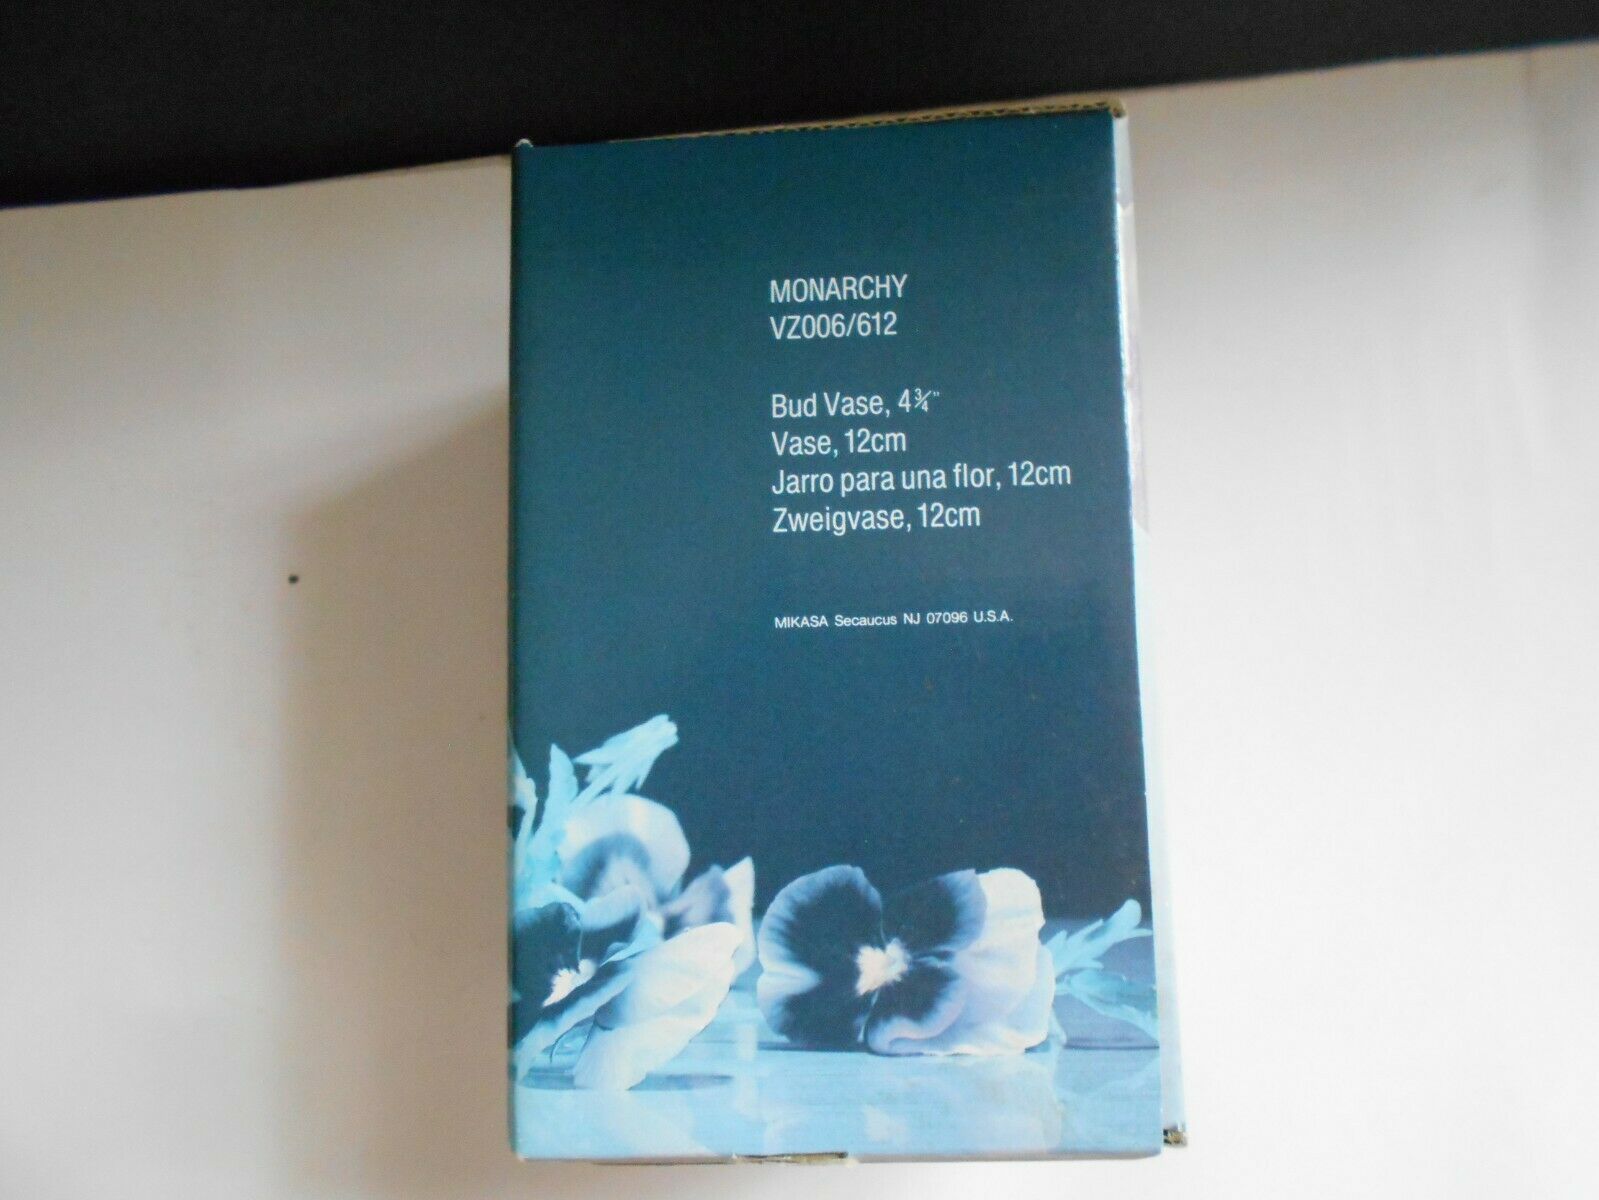 MONARCHY
VZ006/612
Bud Vase, 4¾"
Vase, 12cm
Jarro para una flor, 12cm
Zweigvase, 12cm
MIKASA Secaucus NJ 07096 U.S.A.